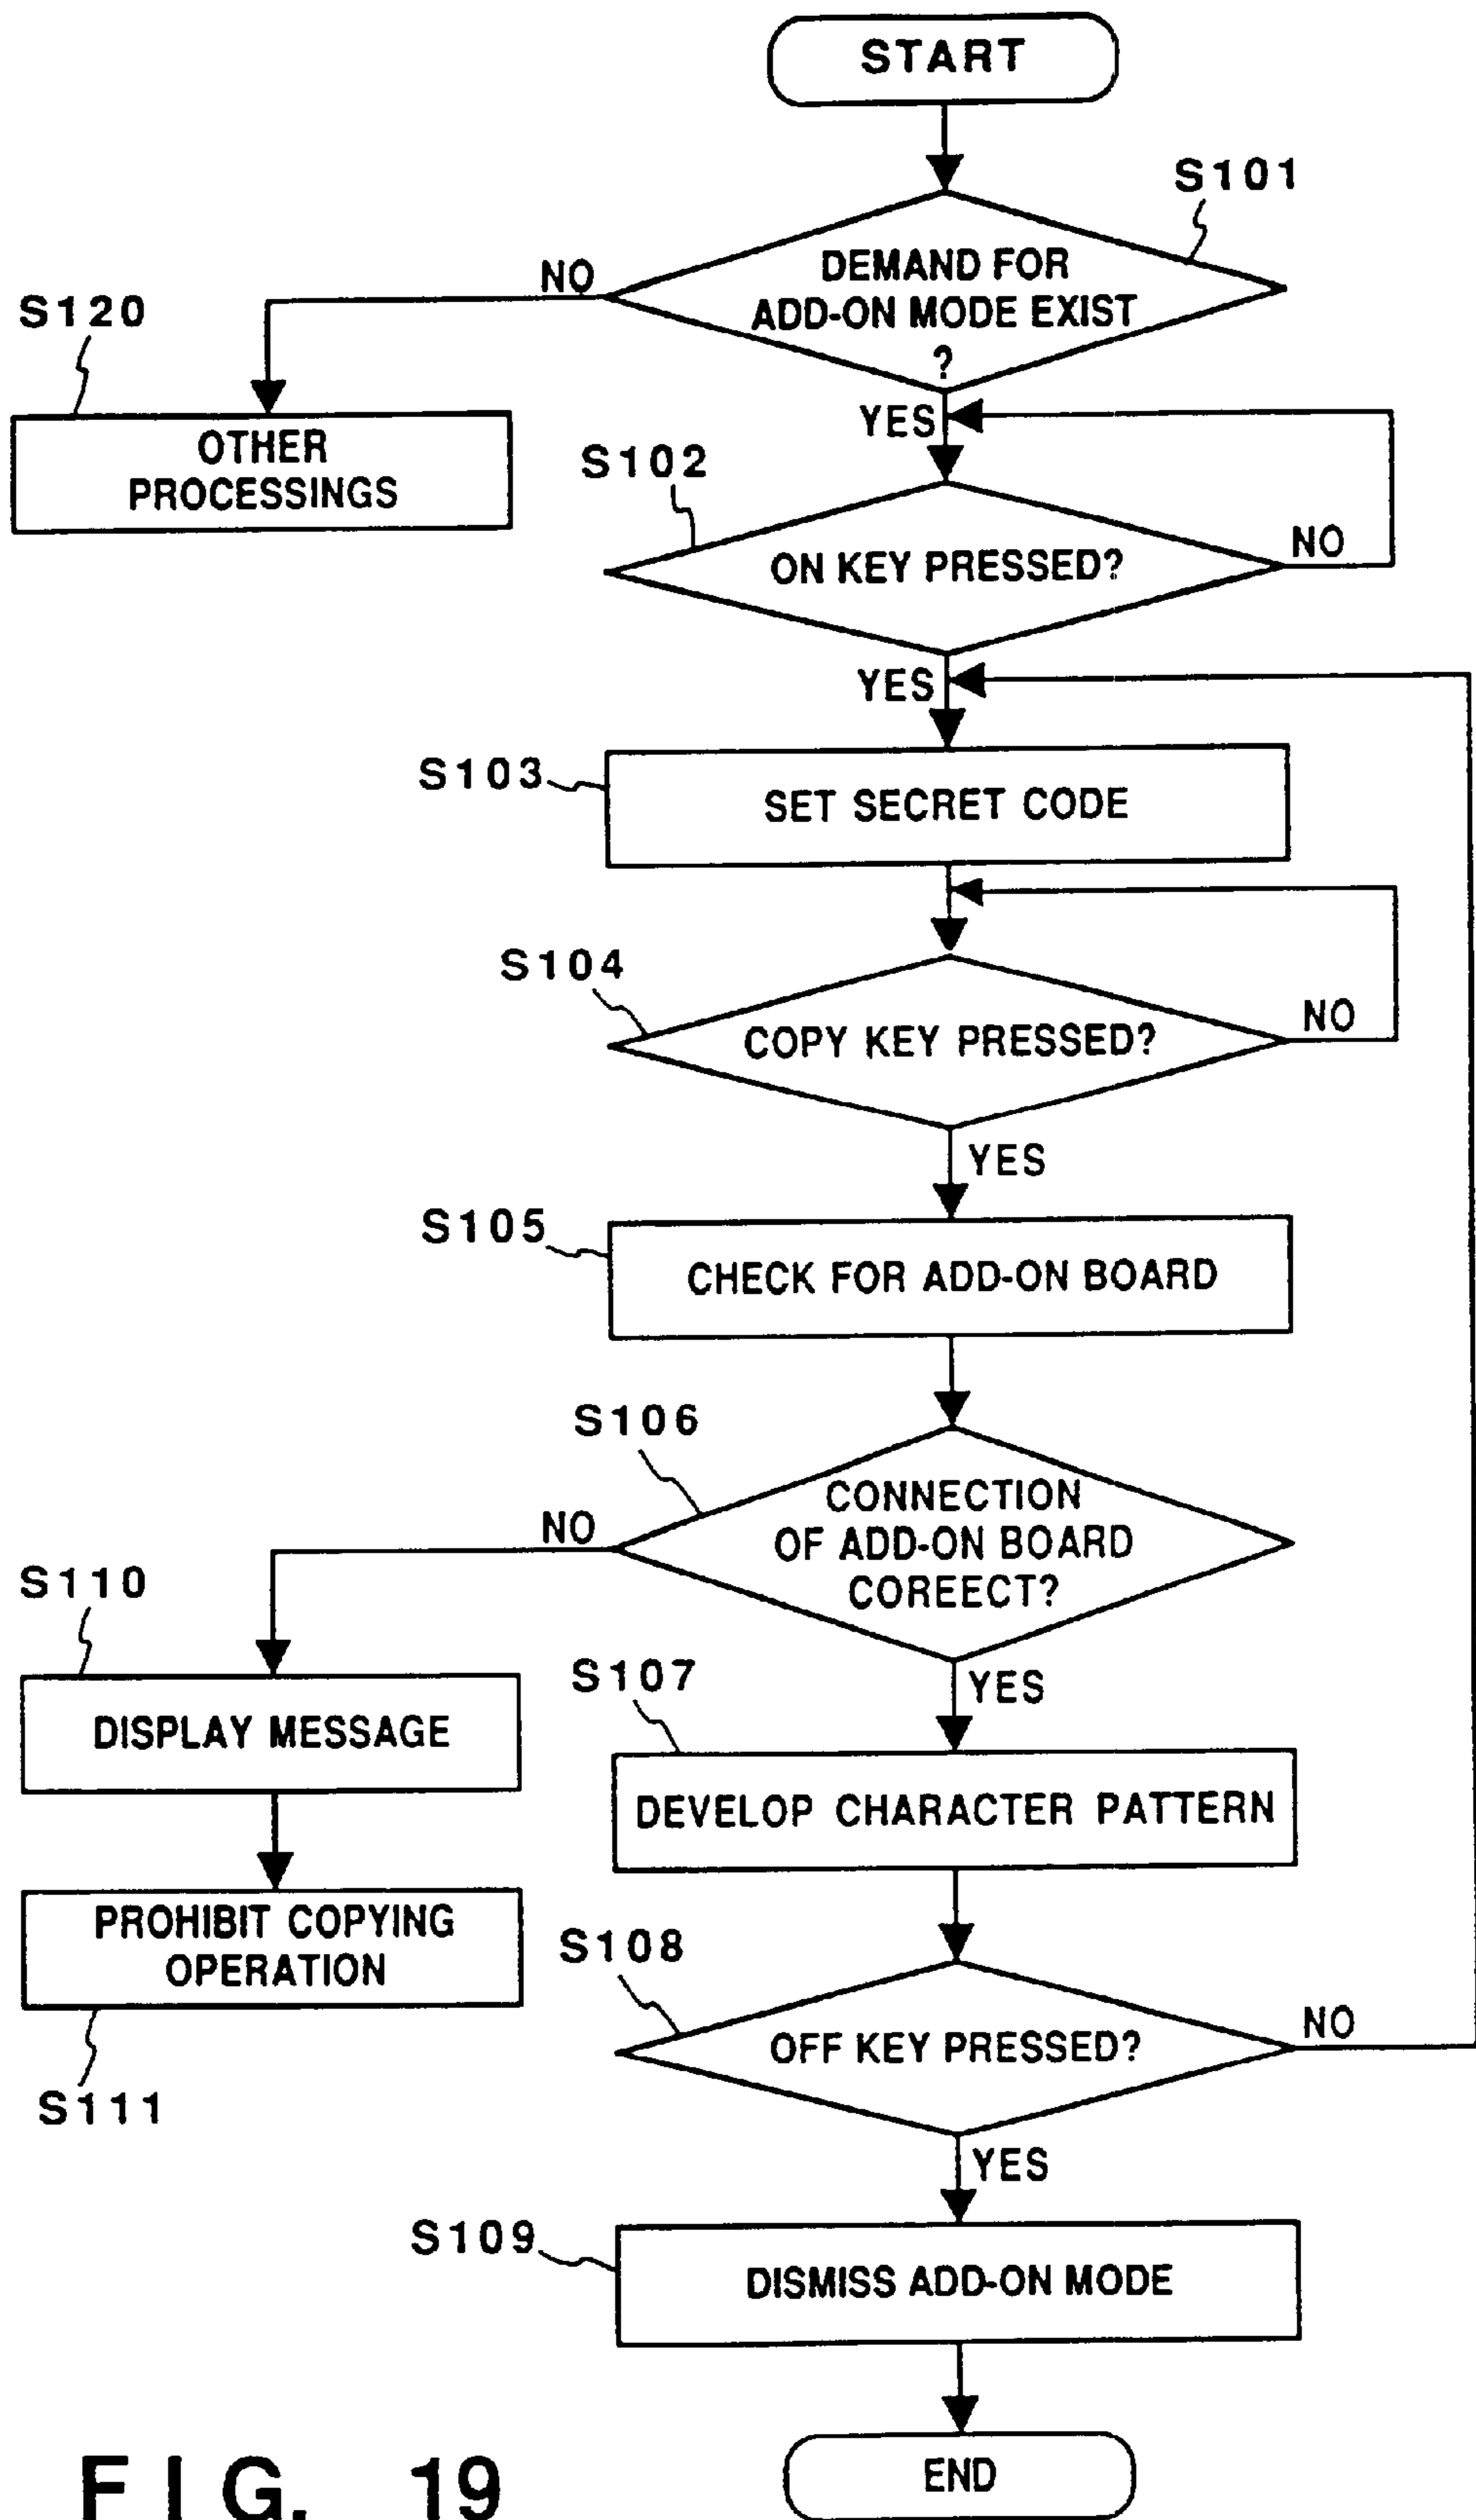 START
S101
DEMAND FOR
ADD-ON MODE EXIST
?
NO
S120
OTHER
PROCESSINGS
YES
S102
ON KEY PRESSED?
NO
YES
S103
SET SECRET CODE
S104
COPY KEY PRESSED?
NO
YES
S105
CHECK FOR ADD-ON BOARD
S106
CONNECTION
OF ADD-ON BOARD
COREECT?
NO
S110
DISPLAY MESSAGE
YES
S107
DEVELOP CHARACTER PATTERN
PROHIBIT COPYING
OPERATION
S111
S108
OFF KEY PRESSED?
NO
YES
S109
DISMISS ADD-ON MODE
END
FIG. 19